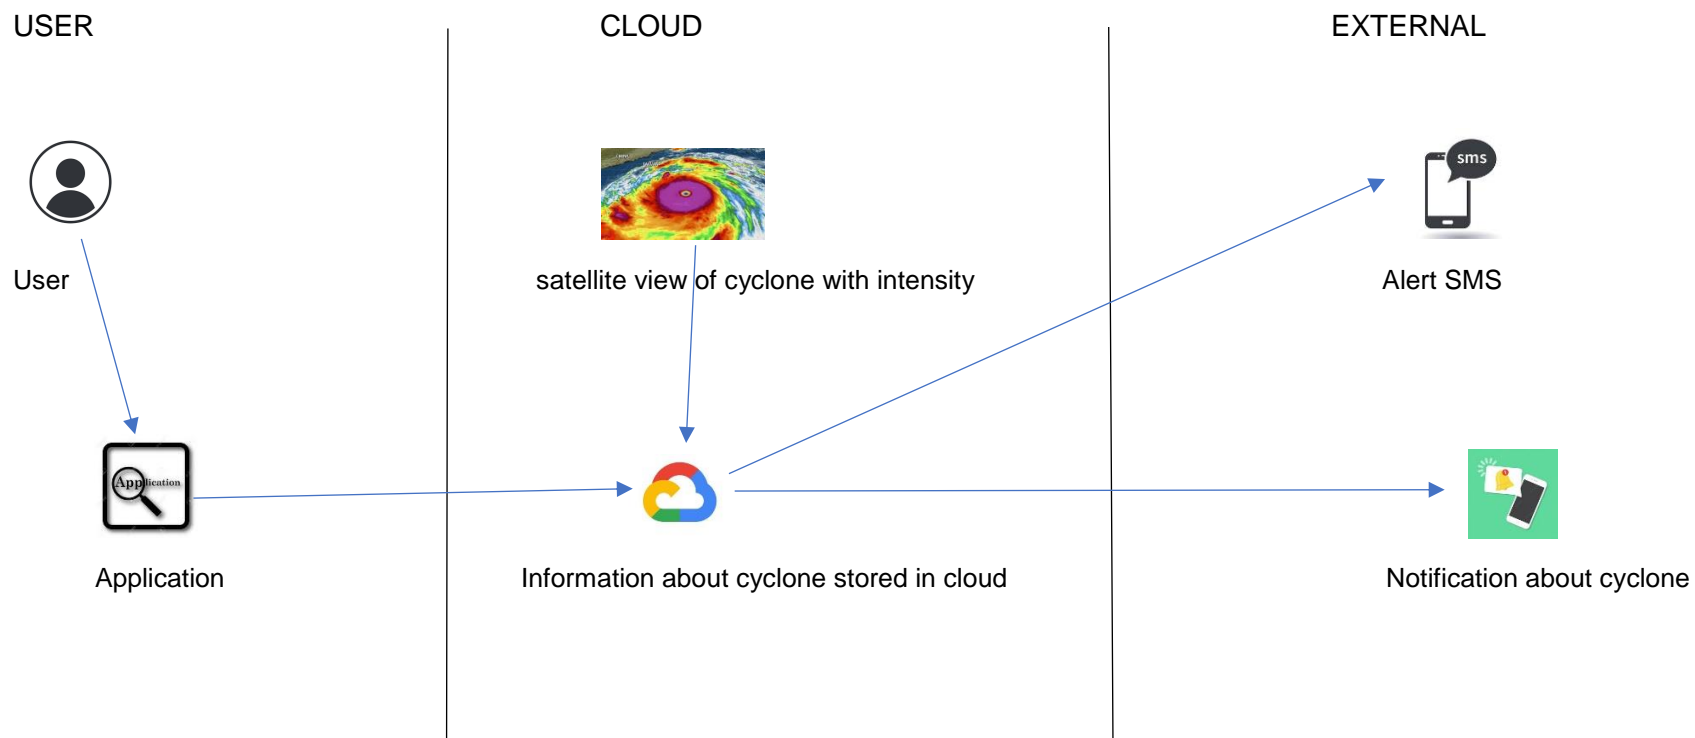 USER
CLOUD
EXTERNAL
sms
User
satellite view of cyclone with intensity
Alert SMS
Application
Application
Information about cyclone stored in cloud
Notification about cyclone